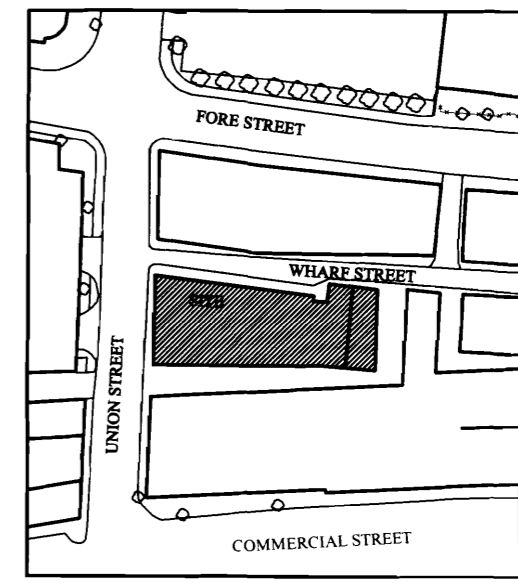 FORE STREET
WHARF STREET
SITE
UNION STREET
COMMERCIAL STREET